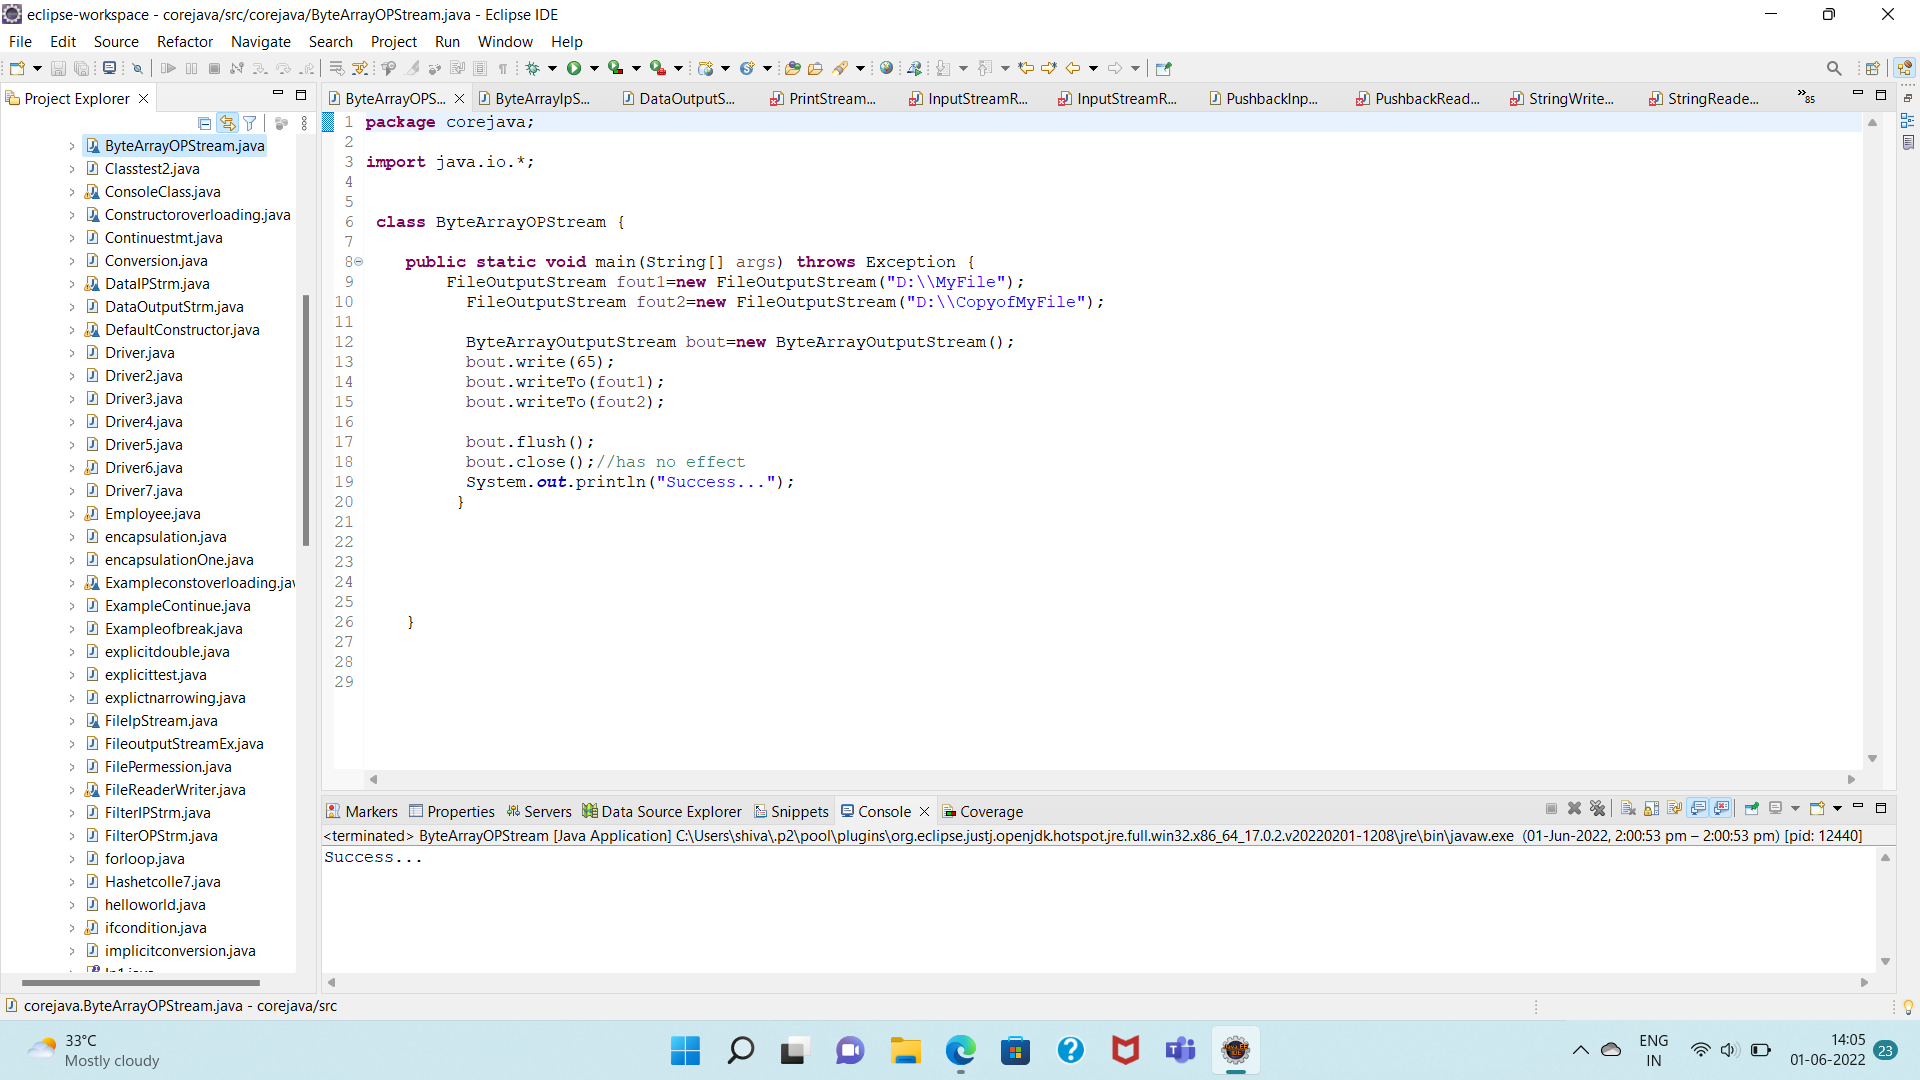 eclipse-workspace - corejava/src/corejava/ByteArrayOPStream.java - Eclipse IDE
File Edit Source Refactor Navigate Search Project Run Window Help
Project Explorer
ByteArrayOPS... ByteArrayIpS... DataOutputS... PrintStream... InputStreamR... InputStreamR... PushbackInp... PushbackRead... StringWrite... StringReade... »85
ByteArrayOPStream.java
Classtest2.java
ConsoleClass.java
Constructoroverloading.java
Continuestmt.java
Conversion.java
DataIPStrm.java
DataOutputStrm.java
DefaultConstructor.java
Driver.java
Driver2.java
Driver3.java
Driver4.java
Driver5.java
Driver6.java
Driver7.java
Employee.java
encapsulation.java
encapsulationOne.java
Exampleconstoverloading.jav
ExampleContinue.java
Exampleofbreak.java
explicitdouble.java
explicittest.java
explictnarrowing.java
FileIpStream.java
FileoutputStreamEx.java
FilePermession.java
FileReaderWriter.java
FilterIPStrm.java
FilterOPStrm.java
forloop.java
Hashetcolle7.java
helloworld.java
ifcondition.java
implicitconversion.java
1 package corejava;
2
3 import java.io.*;
4
5
6 class ByteArrayOPStream {
7
8 public static void main(String[] args) throws Exception {
9 FileOutputStream fout1=new FileOutputStream("D:\\MyFile");
10 FileOutputStream fout2=new FileOutputStream("D:\\CopyofMyFile");
11
12 ByteArrayOutputStream bout=new ByteArrayOutputStream();
13 bout.write(65);
14 bout.writeTo(fout1);
15 bout.writeTo(fout2);
16
17 bout.flush();
18 bout.close();//has no effect
19 System.out.println("Success...");
20 }
21
22
23
24
25
26 }
27
28
29
Markers Properties Servers Data Source Explorer Snippets Console Coverage
<terminated> ByteArrayOPStream [Java Application] C:\Users\shiva\.p2\pool\plugins\org.eclipse.justj.openjdk.hotspot.jre.full.win32.x86_64_17.0.2.v20220201-1208\jre\bin\javaw.exe (01-Jun-2022, 2:00:53 pm – 2:00:53 pm) [pid: 12440]
Success...
corejava.ByteArrayOPStream.java - corejava/src
33°C
Mostly cloudy
ENG
IN
14:05
01-06-2022
23